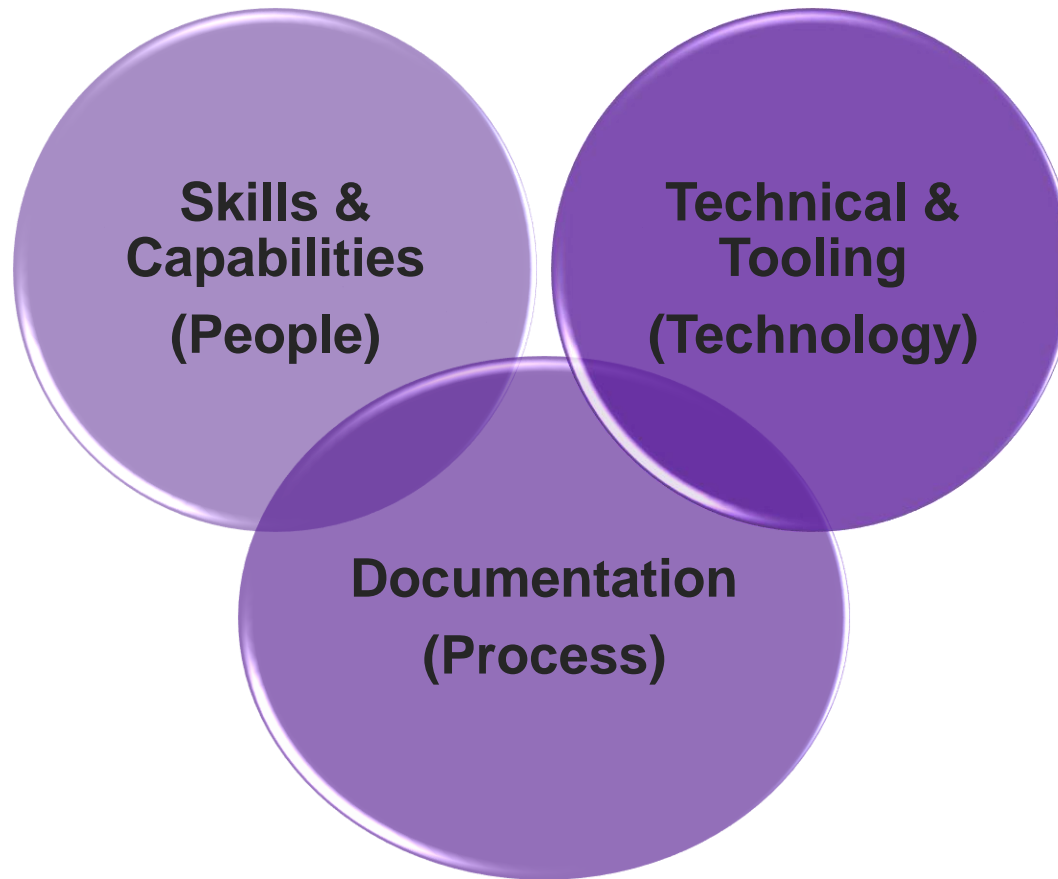 Skills &
Capabilities
(People)
Technical &
Tooling
(Technology)
Documentation
(Process)